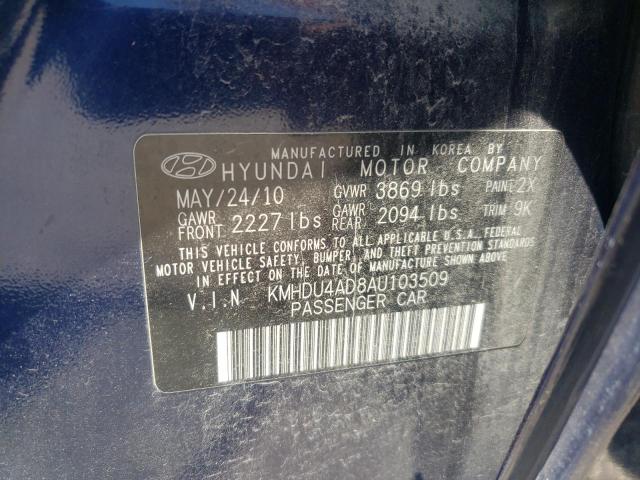 MANUFACTURED IN KOREA BY
HYUNDAI MOTOR COMPANY
MAY/24/10 GVWR 3869 lbs PAINT 2X
GAWR FRONT 2227 lbs GAWR REAR 2094 lbs TRIM 9K
THIS VEHICLE CONFORMS TO ALL APPLICABLE U.S.A. FEDERAL
MOTOR VEHICLE SAFETY, BUMPER, AND THEFT PREVENTION STANDARDS
IN EFFECT ON THE DATE OF MANUFACTURE SHOWN ABOVE.
V.I.N KMHDU4AD8AU103509
PASSENGER CAR